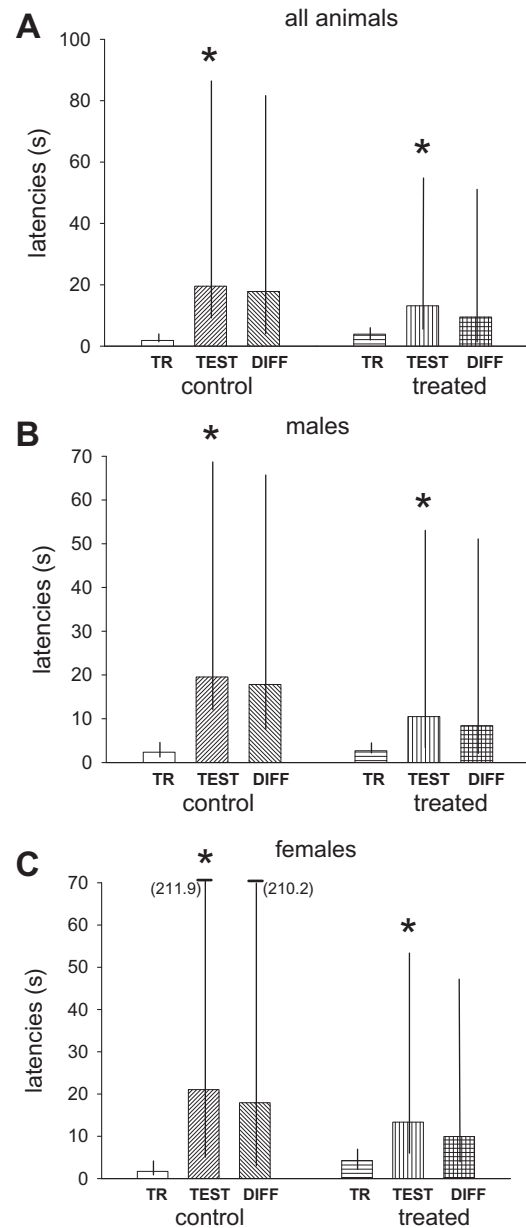 A
all animals
*
*
latencies (s)
100
80
60
40
20
0
TR TEST DIFF TR TEST DIFF
control treated
B
males
*
*
latencies (s)
70
60
50
40
30
20
10
0
TR TEST DIFF TR TEST DIFF
control treated
C
females
*
*
(211.9) (210.2)
latencies (s)
70
60
50
40
30
20
10
0
TR TEST DIFF TR TEST DIFF
control treated